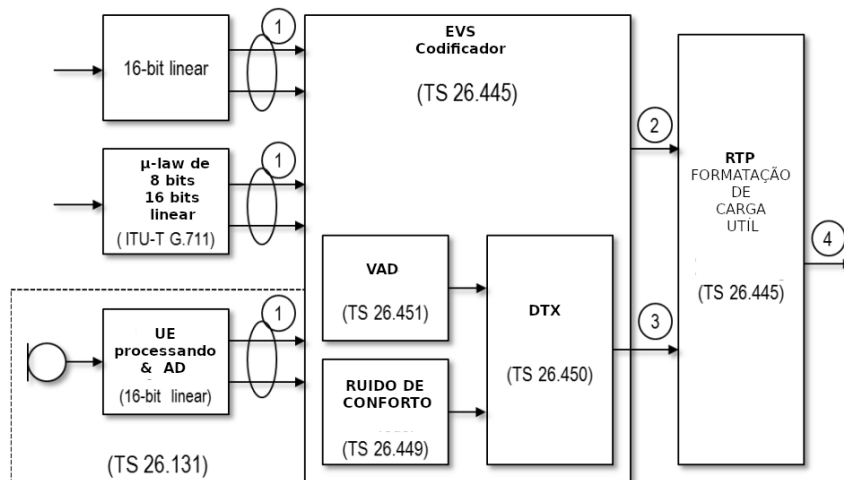 16-bit linear
1
μ-law de
8 bits
16 bits
linear
( ITU-T G.711)
1
UE
processando
& AD
(16-bit linear)
1
(TS 26.131)
EVS
Codificador
(TS 26.445)
VAD
(TS 26.451)
RUIDO DE
CONFORTO
(TS 26.449)
DTX
(TS 26.450)
2
3
RTP
FORMATAÇÃO
DE
CARGA
UTÍL
(TS 26.445)
4